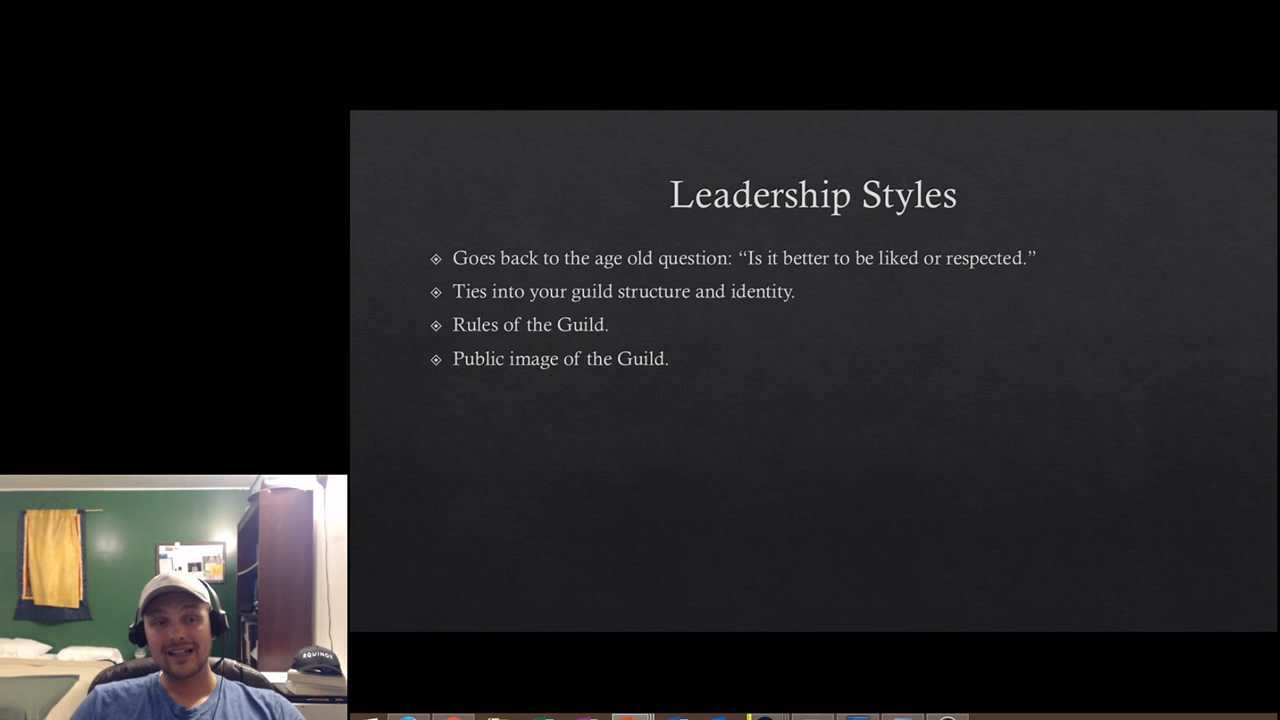 Leadership Styles
Goes back to the age old question: “Is it better to be liked or respected.”
Ties into your guild structure and identity.
Rules of the Guild.
Public image of the Guild.
EQUINOX